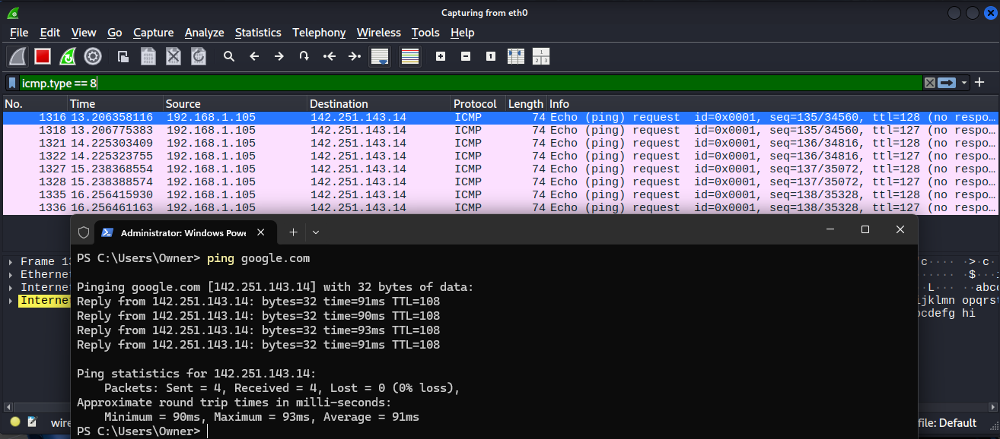 Capturing from eth0
File Edit View Go Capture Analyze Statistics Telephony Wireless Tools Help
icmp.type == 8
No. Time Source Destination Protocol Length Info
1316 13.206358116 192.168.1.105 142.251.143.14 ICMP 74 Echo (ping) request id=0x0001, seq=135/34560, ttl=128 (no respo…
1318 13.206775383 192.168.1.105 142.251.143.14 ICMP 74 Echo (ping) request id=0x0001, seq=135/34560, ttl=127 (no respo…
1321 14.225303409 192.168.1.105 142.251.143.14 ICMP 74 Echo (ping) request id=0x0001, seq=136/34816, ttl=128 (no respo…
1322 14.225323755 192.168.1.105 142.251.143.14 ICMP 74 Echo (ping) request id=0x0001, seq=136/34816, ttl=127 (no respo…
1327 15.238368554 192.168.1.105 142.251.143.14 ICMP 74 Echo (ping) request id=0x0001, seq=137/35072, ttl=128 (no respo…
1328 15.238388574 192.168.1.105 142.251.143.14 ICMP 74 Echo (ping) request id=0x0001, seq=137/35072, ttl=127 (no respo…
1335 16.256415930 192.168.1.105 142.251.143.14 ICMP 74 Echo (ping) request id=0x0001, seq=138/35328, ttl=128 (no respo…
1336 16.256461163 192.168.1.105 142.251.143.14 ICMP 74 Echo (ping) request id=0x0001, seq=138/35328, ttl=127 (no respo…
Administrator: Windows Powe
Frame 13
Ethernet
Interne
Interne
PS C:\Users\Owner> ping google.com
Pinging google.com [142.251.143.14] with 32 bytes of data:
Reply from 142.251.143.14: bytes=32 time=91ms TTL=108
Reply from 142.251.143.14: bytes=32 time=90ms TTL=108
Reply from 142.251.143.14: bytes=32 time=93ms TTL=108
Reply from 142.251.143.14: bytes=32 time=91ms TTL=108
Ping statistics for 142.251.143.14:
Packets: Sent = 4, Received = 4, Lost = 0 (0% loss),
Approximate round trip times in milli-seconds:
Minimum = 90ms, Maximum = 93ms, Average = 91ms
PS C:\Users\Owner>
c ···· ·> c ·
····· ·$··
· L··· ··abcd
ijklmn opqrst
bcdefg hi
wire
file: Default